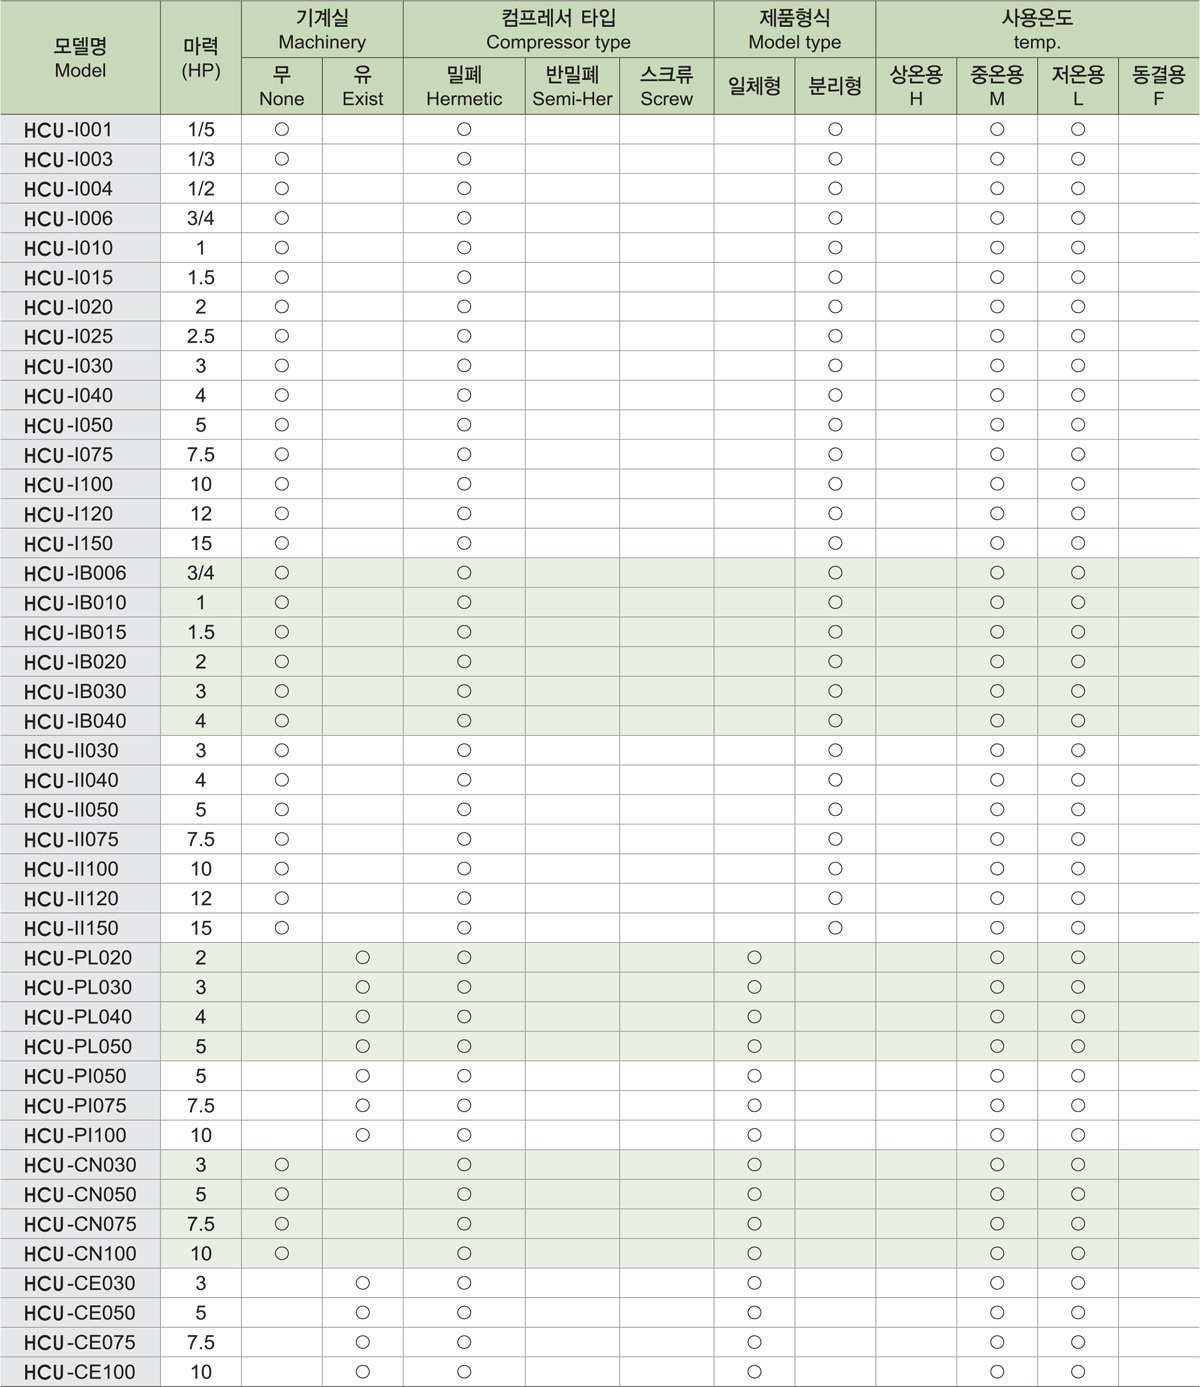 모델명
Model
마력
(HP)
기계실
Machinery
컴프레서 타입
Compressor type
제품형식
Model type
사용온도
temp.
무
None
유
Exist
밀폐
Hermetic
반밀폐
Semi-Her
스크류
Screw
일체형
분리형
상온용
H
중온용
M
저온용
L
동결용
F
HCU-I001 1/5 ○ ○ ○ ○ ○
HCU-I003 1/3 ○ ○ ○ ○ ○
HCU-I004 1/2 ○ ○ ○ ○ ○
HCU-I006 3/4 ○ ○ ○ ○ ○
HCU-I010 1 ○ ○ ○ ○ ○
HCU-I015 1.5 ○ ○ ○ ○ ○
HCU-I020 2 ○ ○ ○ ○ ○
HCU-I025 2.5 ○ ○ ○ ○ ○
HCU-I030 3 ○ ○ ○ ○ ○
HCU-I040 4 ○ ○ ○ ○ ○
HCU-I050 5 ○ ○ ○ ○ ○
HCU-I075 7.5 ○ ○ ○ ○ ○
HCU-I100 10 ○ ○ ○ ○ ○
HCU-I120 12 ○ ○ ○ ○ ○
HCU-I150 15 ○ ○ ○ ○ ○
HCU-IB006 3/4 ○ ○ ○ ○ ○
HCU-IB010 1 ○ ○ ○ ○ ○
HCU-IB015 1.5 ○ ○ ○ ○ ○
HCU-IB020 2 ○ ○ ○ ○ ○
HCU-IB030 3 ○ ○ ○ ○ ○
HCU-IB040 4 ○ ○ ○ ○ ○
HCU-II030 3 ○ ○ ○ ○ ○
HCU-II040 4 ○ ○ ○ ○ ○
HCU-II050 5 ○ ○ ○ ○ ○
HCU-II075 7.5 ○ ○ ○ ○ ○
HCU-II100 10 ○ ○ ○ ○ ○
HCU-II120 12 ○ ○ ○ ○ ○
HCU-II150 15 ○ ○ ○ ○ ○
HCU-PL020 2 ○ ○ ○ ○ ○
HCU-PL030 3 ○ ○ ○ ○ ○
HCU-PL040 4 ○ ○ ○ ○ ○
HCU-PL050 5 ○ ○ ○ ○ ○
HCU-PI050 5 ○ ○ ○ ○ ○
HCU-PI075 7.5 ○ ○ ○ ○ ○
HCU-PI100 10 ○ ○ ○ ○ ○
HCU-CN030 3 ○ ○ ○ ○ ○
HCU-CN050 5 ○ ○ ○ ○ ○
HCU-CN075 7.5 ○ ○ ○ ○ ○
HCU-CN100 10 ○ ○ ○ ○ ○
HCU-CE030 3 ○ ○ ○ ○ ○
HCU-CE050 5 ○ ○ ○ ○ ○
HCU-CE075 7.5 ○ ○ ○ ○ ○
HCU-CE100 10 ○ ○ ○ ○ ○